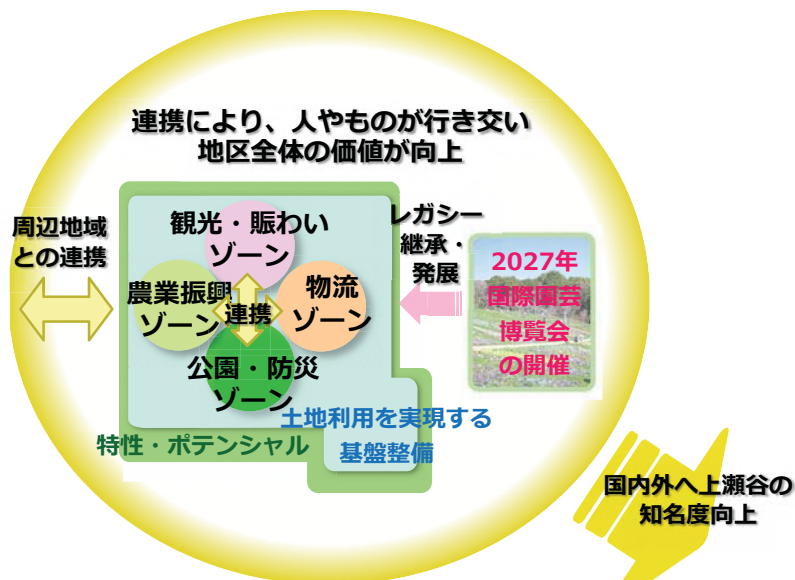 連携により、人やものが行き交い
地区全体の価値が向上
周辺地域
との連携
観光・賑わい
ゾーン
農業振興
ゾーン
連携
物流
ゾーン
公園・防災
ゾーン
レガシー
継承・
発展
2027年
国際園芸
博覧会
の開催
土地利用を実現する
基盤整備
特性・ポテンシャル
国内外へ上瀬谷の
知名度向上